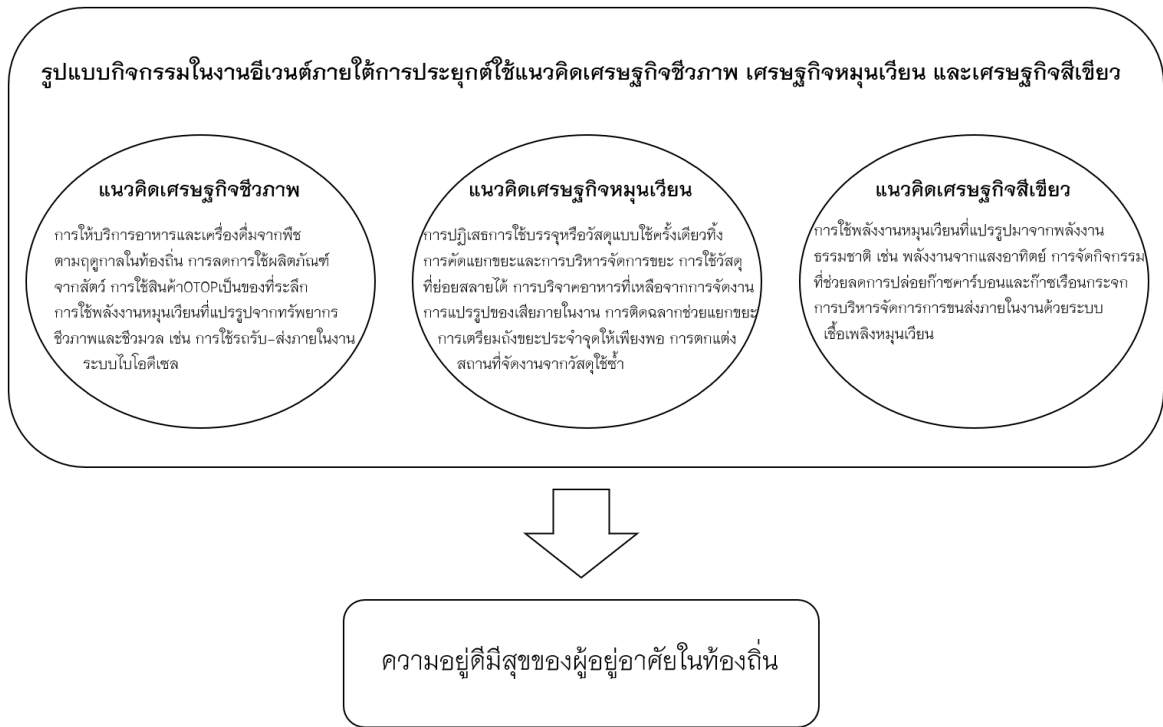 รูปแบบกิจกรรมในงานอีเวนต์ภายใต้การประยุกต์ใช้แนวคิดเศรษฐกิจชีวภาพ เศรษฐกิจหมุนเวียน และเศรษฐกิจสีเขียว
แนวคิดเศรษฐกิจชีวภาพ
การให้บริการอาหารและเครื่องดื่มจากพืช
ตามฤดูกาลในท้องถิ่น การลดการใช้ผลิตภัณฑ์
จากสัตว์ การใช้สินค้าOTOPเป็นของที่ระลึก
การใช้พลังงานหมุนเวียนที่แปรรูปจากทรัพยากร
ชีวภาพและชีวมวล เช่น การใช้รถรับ-ส่งภายในงาน
ระบบไบโอดีเซล
แนวคิดเศรษฐกิจหมุนเวียน
การปฏิเสธการใช้บรรจุหรือวัสดุแบบใช้ครั้งเดียวทิ้ง
การคัดแยกขยะและการบริหารจัดการขยะ การใช้วัสดุ
ที่ย่อยสลายได้ การบริจาคอาหารที่เหลือจากการจัดงาน
การแปรรูปของเสียภายในงาน การติดฉลากช่วยแยกขยะ
การเตรียมถังขยะประจำจุดให้เพียงพอ การตกแต่ง
สถานที่จัดงานจากวัสดุใช้ซ้ำ
แนวคิดเศรษฐกิจสีเขียว
การใช้พลังงานหมุนเวียนที่แปรรูปมาจากพลังงาน
ธรรมชาติ เช่น พลังงานจากแสงอาทิตย์ การจัดกิจกรรม
ที่ช่วยลดการปล่อยก๊าซคาร์บอนและก๊าซเรือนกระจก
การบริหารจัดการการขนส่งภายในงานด้วยระบบ
เชื้อเพลิงหมุนเวียน
ความอยู่ดีมีสุขของผู้อยู่อาศัยในท้องถิ่น